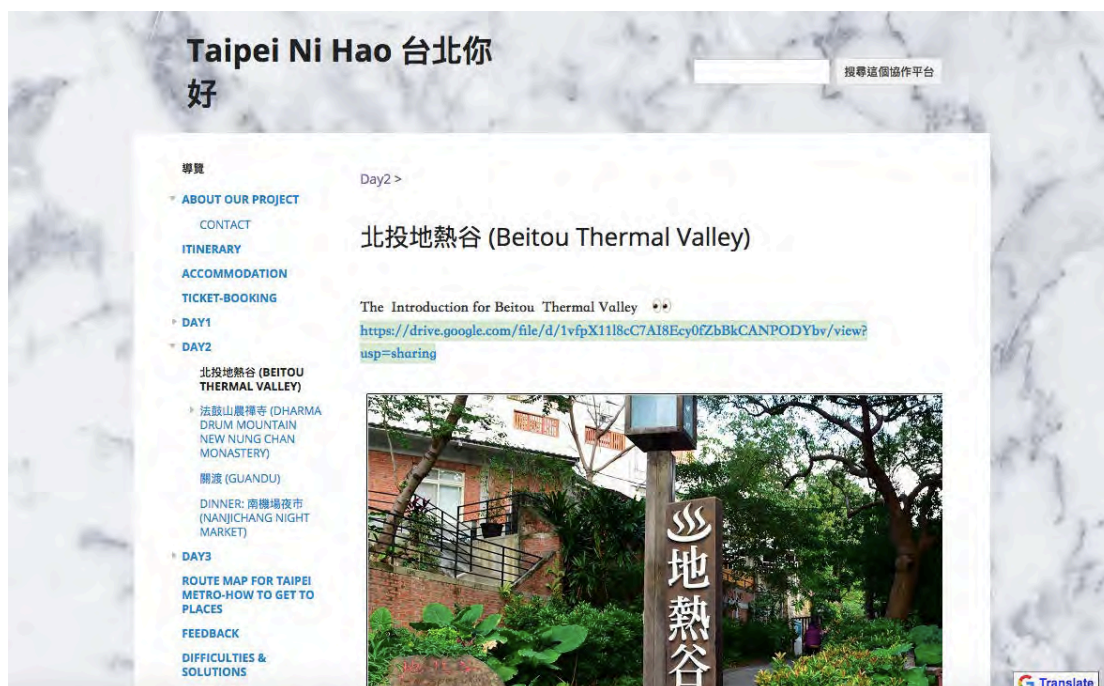 Taipei Ni Hao 台北你
好
搜尋這個協作平台
導覽
ABOUT OUR PROJECT
CONTACT
ITINERARY
ACCOMMODATION
TICKET-BOOKING
DAY1
DAY2
北投地熱谷 (BEITOU
THERMAL VALLEY)
法鼓山農禪寺 (DHARMA
DRUM MOUNTAIN
NEW NUNG CHAN
MONASTERY)
關渡 (GUANDU)
DINNER: 南機場夜市
(NANJICHANG NIGHT
MARKET)
DAY3
ROUTE MAP FOR TAIPEI
METRO-HOW TO GET TO
PLACES
FEEDBACK
DIFFICULTIES &
SOLUTIONS
Day2 >
北投地熱谷 (Beitou Thermal Valley)
The Introduction for Beitou Thermal Valley 👀
https://drive.google.com/file/d/1vfpX11l8cC7AI8Ecy0fZbBkCANPODYbv/view?
usp=sharing
地熱谷
Translate